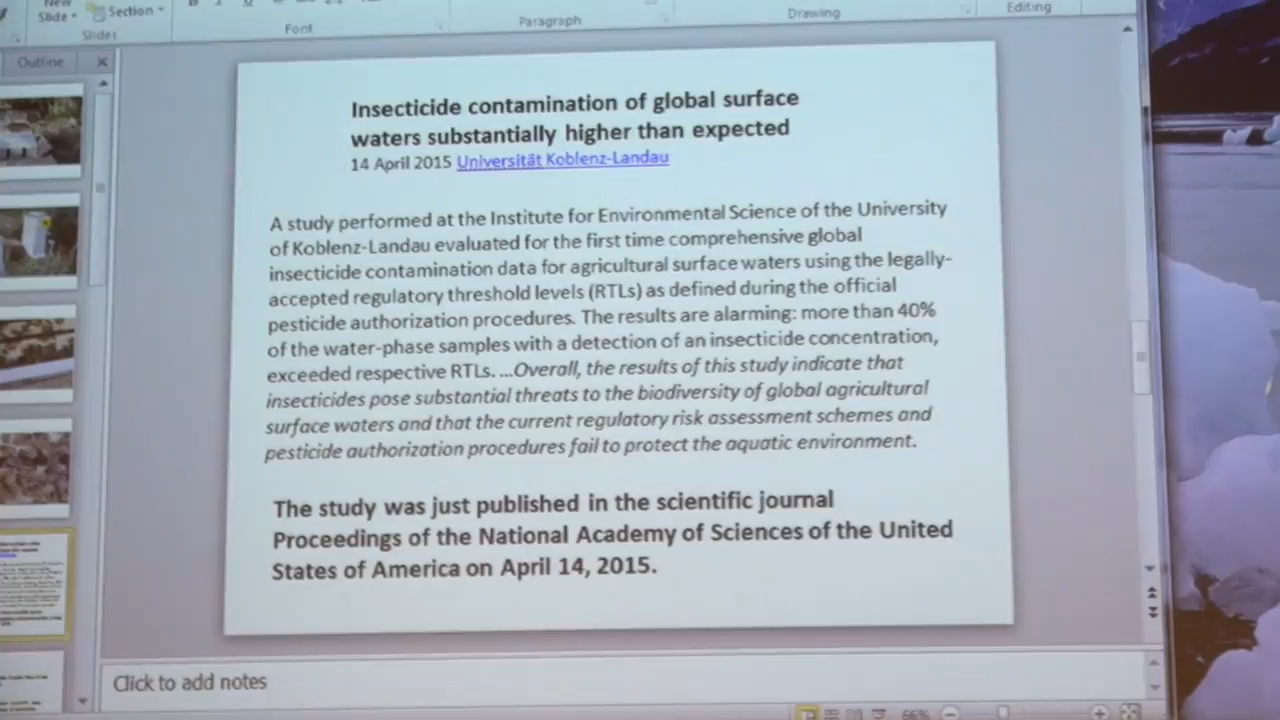 New
Slide
Section
Slides
Font
Paragraph
Drawing
Editing
Outline
Insecticide contamination of global surface
waters substantially higher than expected
14 April 2015 Universität Koblenz-Landau
A study performed at the Institute for Environmental Science of the University
of Koblenz-Landau evaluated for the first time comprehensive global
insecticide contamination data for agricultural surface waters using the legally-
accepted regulatory threshold levels (RTLs) as defined during the official
pesticide authorization procedures. The results are alarming: more than 40%
of the water-phase samples with a detection of an insecticide concentration,
exceeded respective RTLs. ...Overall, the results of this study indicate that
insecticides pose substantial threats to the biodiversity of global agricultural
surface waters and that the current regulatory risk assessment schemes and
pesticide authorization procedures fail to protect the aquatic environment.
The study was just published in the scientific journal
Proceedings of the National Academy of Sciences of the United
States of America on April 14, 2015.
Click to add notes
66%